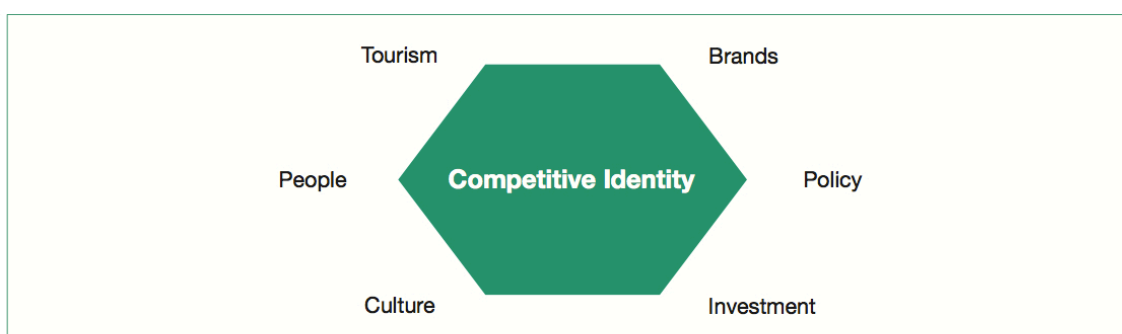 Tourism
Brands
People
Competitive Identity
Policy
Culture
Investment